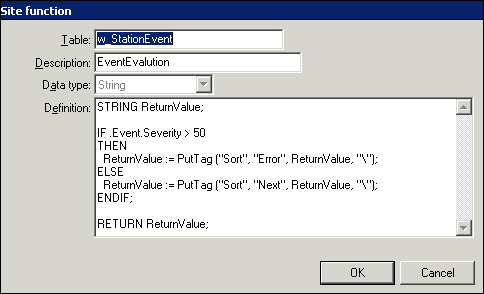 Site function
Table: w_StationEvent
Description: EventEvalution
Data type: String
Definition: STRING ReturnValue;
IF .Event.Severity > 50
THEN
ReturnValue := PutTag ("Sort", "Error", ReturnValue, "\");
ELSE
ReturnValue := PutTag ("Sort", "Next", ReturnValue, "\");
ENDIF;
RETURN ReturnValue;
OK Cancel